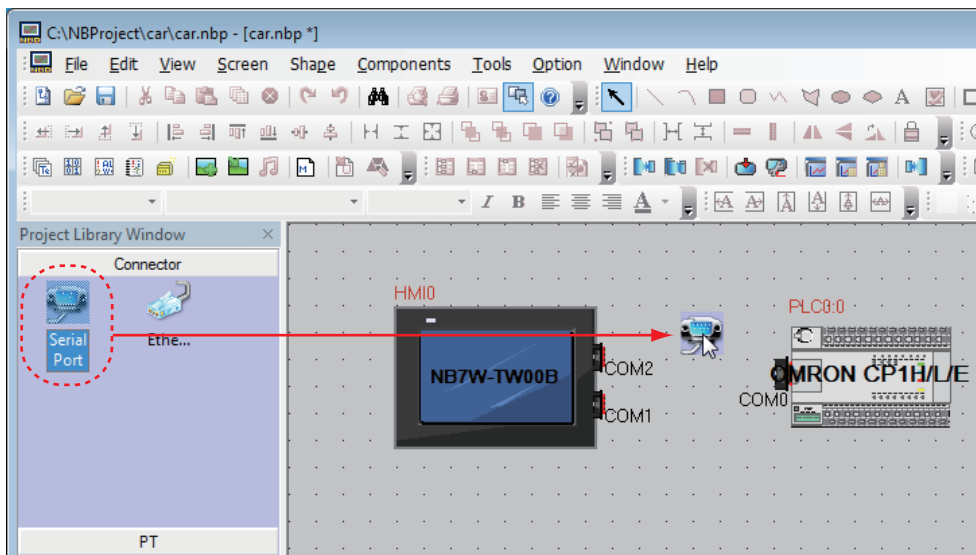 C:\NBProject\car\car.nbp - [car.nbp *]
File Edit View Screen Shape Components Tools Option Window Help
I B A
Project Library Window
Connector
Serial Port
Ethe...
HMI0
NB7W-TW00B
COM2
COM1
PLC0:0
OMRON CP1H/L/E
COM0
PT